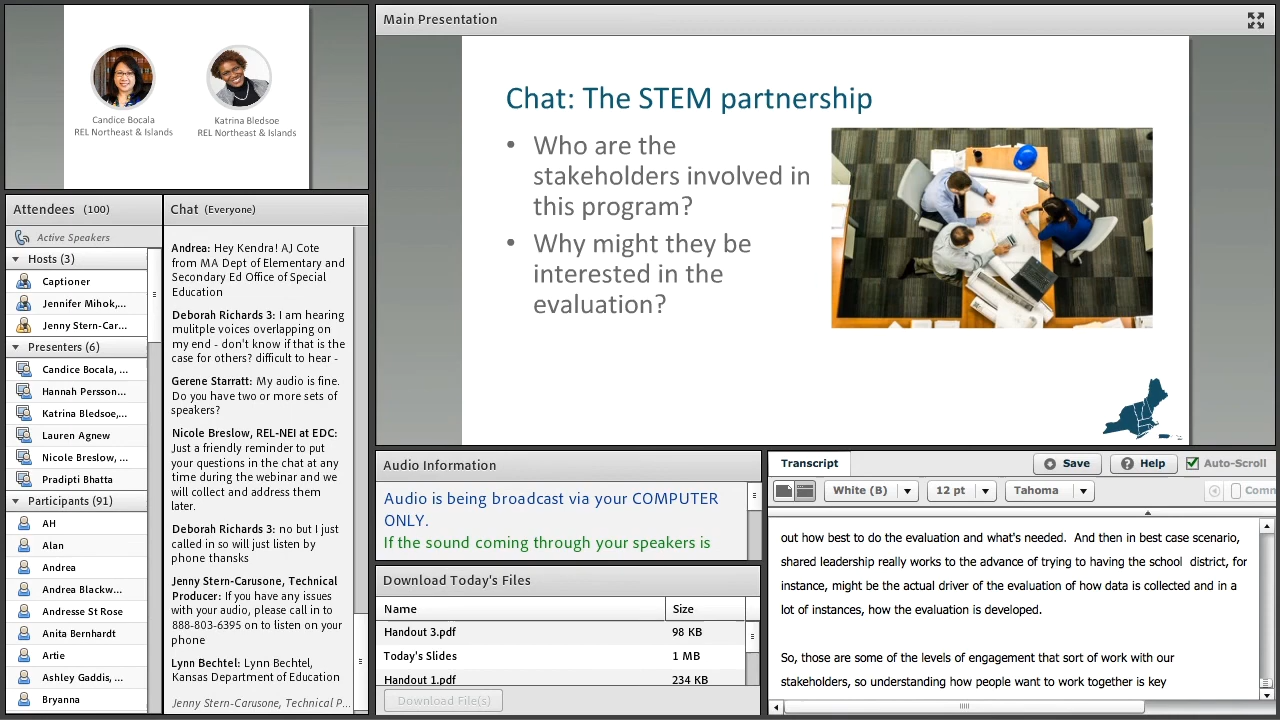 Candice Bocala
REL Northeast & Islands
Katrina Bledsoe
REL Northeast & Islands
Attendees (100)
Active Speakers
Hosts (3)
Captioner
Jennifer Mihok,...
Jenny Stern-Car...
Presenters (6)
Candice Bocala, ...
Hannah Persson...
Katrina Bledsoe,...
Lauren Agnew
Nicole Breslow, ...
Pradipti Bhatta
Participants (91)
AH
Alan
Andrea
Andrea Blackw...
Andresse St Rose
Anita Bernhardt
Artie
Ashley Gaddis, ...
Bryanna
Chat (Everyone)
Andrea: Hey Kendra! AJ Cote
from MA Dept of Elementary and
Secondary Ed Office of Special
Education
Deborah Richards 3: I am hearing
mulitple voices overlapping on
my end - don't know if that is the
case for others? difficult to hear -
Gerene Starratt: My audio is fine.
Do you have two or more sets of
speakers?
Nicole Breslow, REL-NEI at EDC:
Just a friendly reminder to put
your questions in the chat at any
time during the webinar and we
will collect and address them
later.
Deborah Richards 3: no but I just
called in so will just listen by
phone thansks
Jenny Stern-Carusone, Technical
Producer: If you have any issues
with your audio, please call in to
888-803-6395 on to listen on your
phone
Lynn Bechtel: Lynn Bechtel,
Kansas Department of Education
Jenny Stern-Carusone, Technical P...
Main Presentation
Chat: The STEM partnership
• Who are the
stakeholders involved in
this program?
• Why might they be
interested in the
evaluation?
Audio Information
Audio is being broadcast via your COMPUTER
ONLY.
If the sound coming through your speakers is
Download Today's Files
Name Size
Handout 3.pdf 98 KB
Today's Slides 1 MB
Handout 1.pdf 234 KB
Download File(s)
Transcript Save Help Auto-Scroll
White (B) 12 pt Tahoma Comm
out how best to do the evaluation and what's needed. And then in best case scenario,
shared leadership really works to the advance of trying to having the school district, for
instance, might be the actual driver of the evaluation of how data is collected and in a
lot of instances, how the evaluation is developed.
So, those are some of the levels of engagement that sort of work with our
stakeholders, so understanding how people want to work together is key